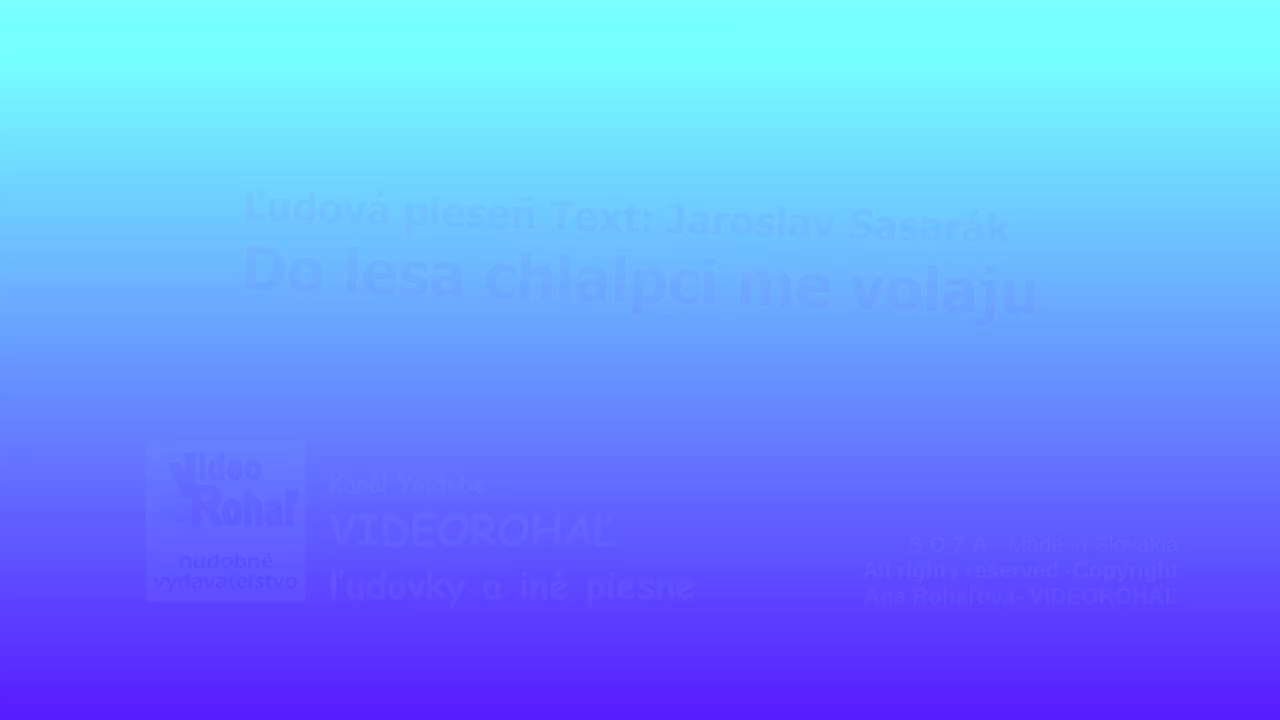 Ľudová pieseň Text: Jaroslav Sasarák
Do lesa chlalpci me volaju
Video
Rohaľ
hudobné
vydavateľstvo
Kanál Youtube
VIDEOROHAĽ
ľudovky a iné piesne
S O Z A - Made in Slovakia
All rights reserved -Copyright
Ana Rohaľová- VIDEOROHAĽ